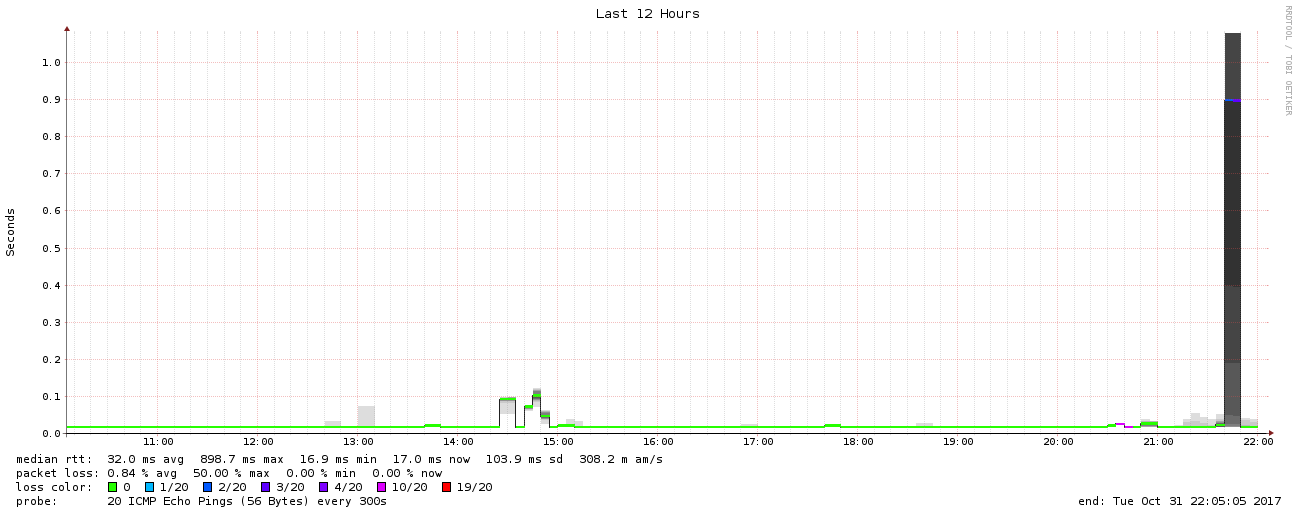 Last 12 Hours
RRDTOOL / TOBI OETIKER
Seconds
1.0
0.9
0.8
0.7
0.6
0.5
0.4
0.3
0.2
0.1
0.0
11:00 12:00 13:00 14:00 15:00 16:00 17:00 18:00 19:00 20:00 21:00 22:00
median rtt: 32.0 ms avg 898.7 ms max 16.9 ms min 17.0 ms now 103.9 ms sd 308.2 m am/s
packet loss: 0.84 % avg 50.00 % max 0.00 % min 0.00 % now
loss color: 0 1/20 2/20 3/20 4/20 10/20 19/20
probe: 20 ICMP Echo Pings (56 Bytes) every 300s end: Tue Oct 31 22:05:05 2017